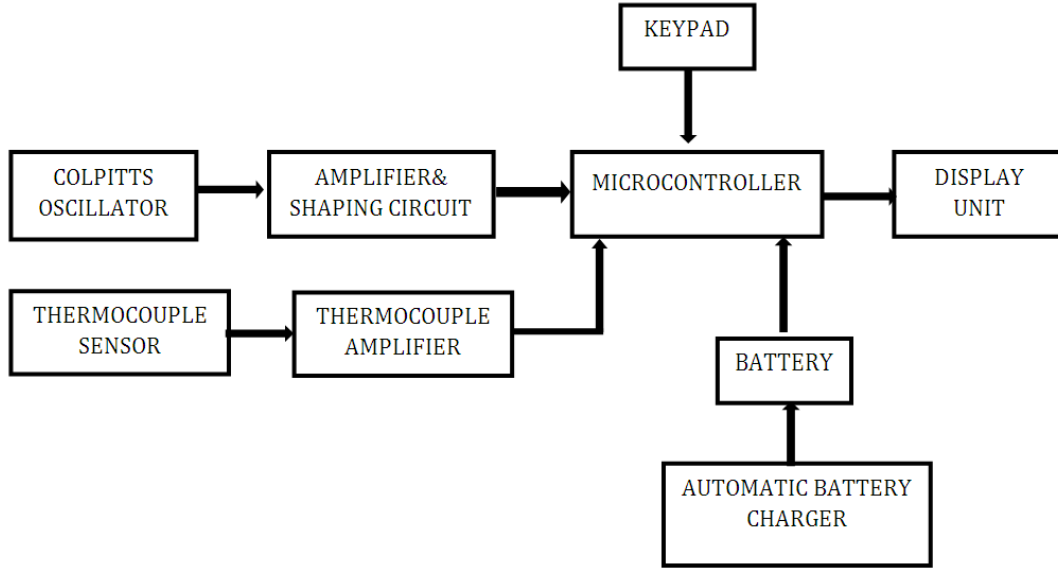 KEYPAD
COLPITTS
OSCILLATOR
AMPLIFIER&
SHAPING CIRCUIT
MICROCONTROLLER
DISPLAY
UNIT
THERMOCOUPLE
SENSOR
THERMOCOUPLE
AMPLIFIER
BATTERY
AUTOMATIC BATTERY
CHARGER